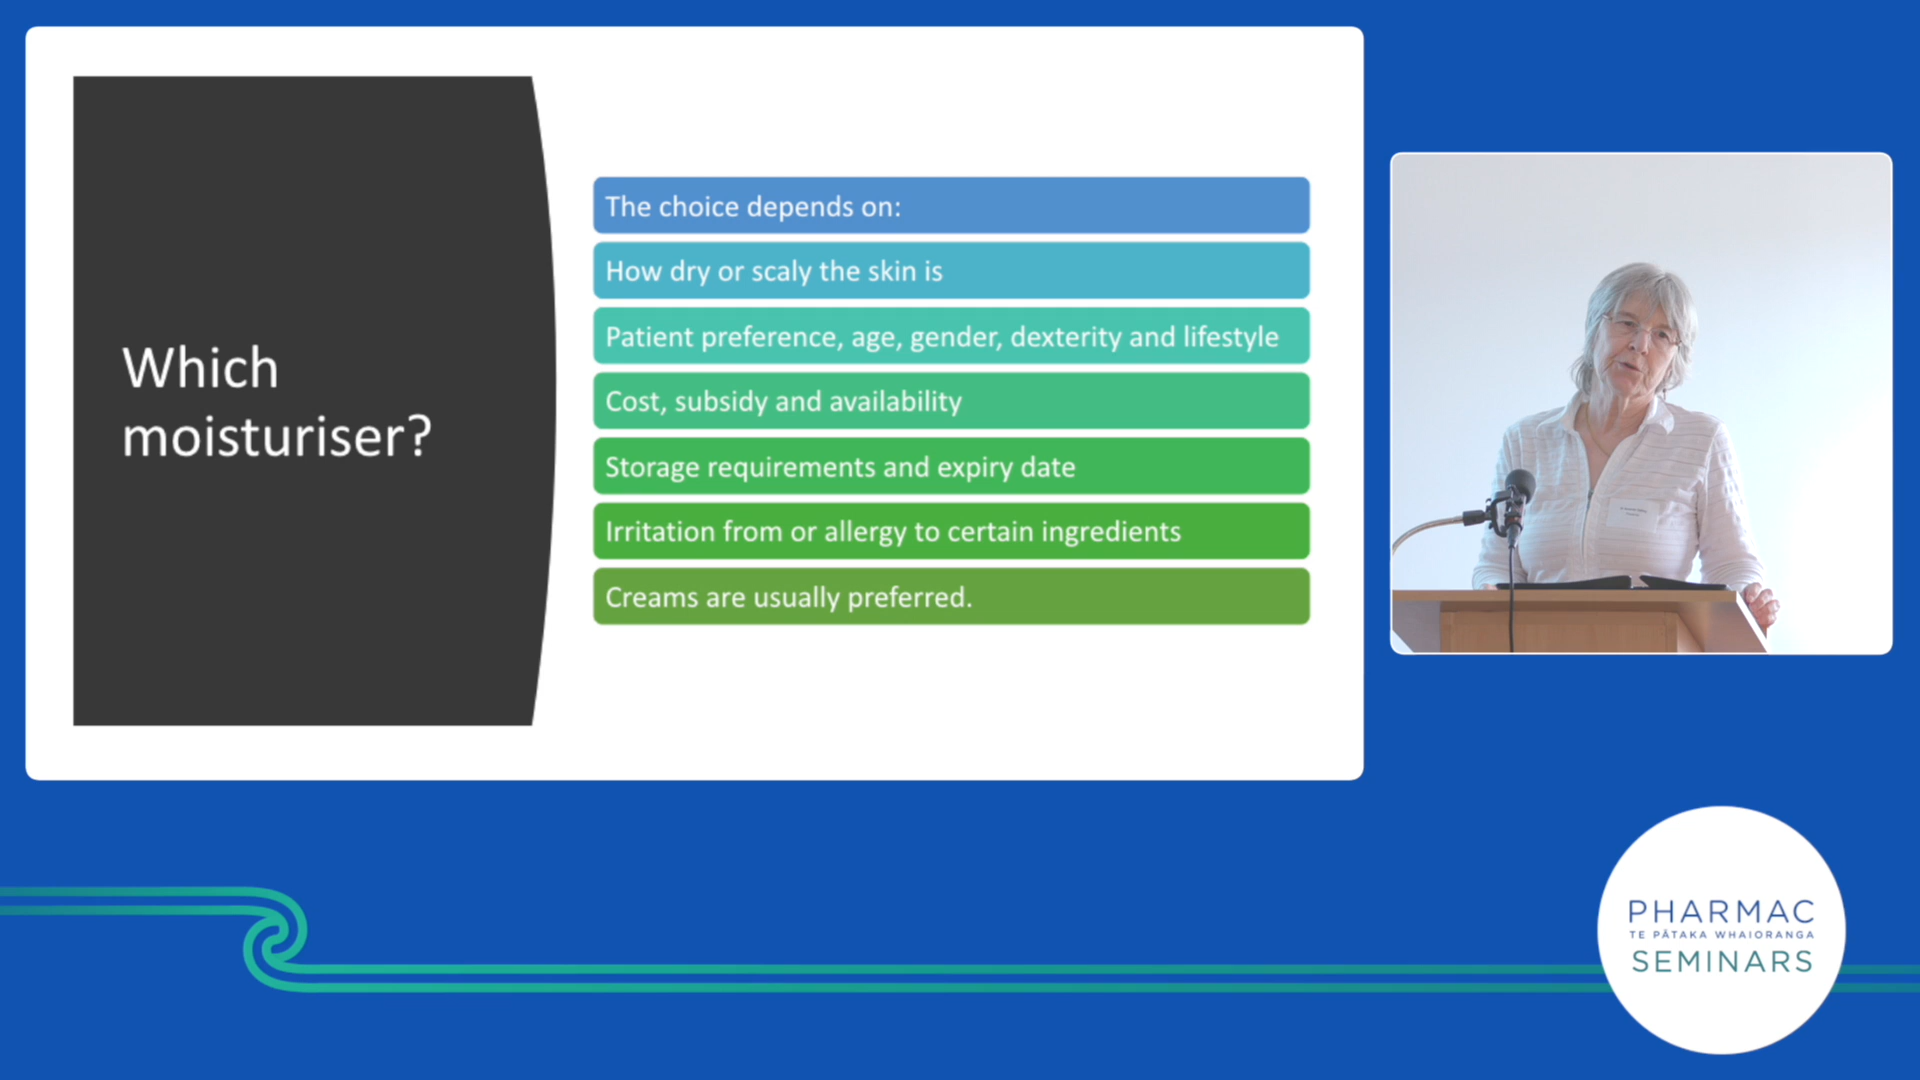 Which
moisturiser?
The choice depends on:
How dry or scaly the skin is
Patient preference, age, gender, dexterity and lifestyle
Cost, subsidy and availability
Storage requirements and expiry date
Irritation from or allergy to certain ingredients
Creams are usually preferred.
PHARMAC
TE PĀTAKA WHAIORANGA
SEMINARS